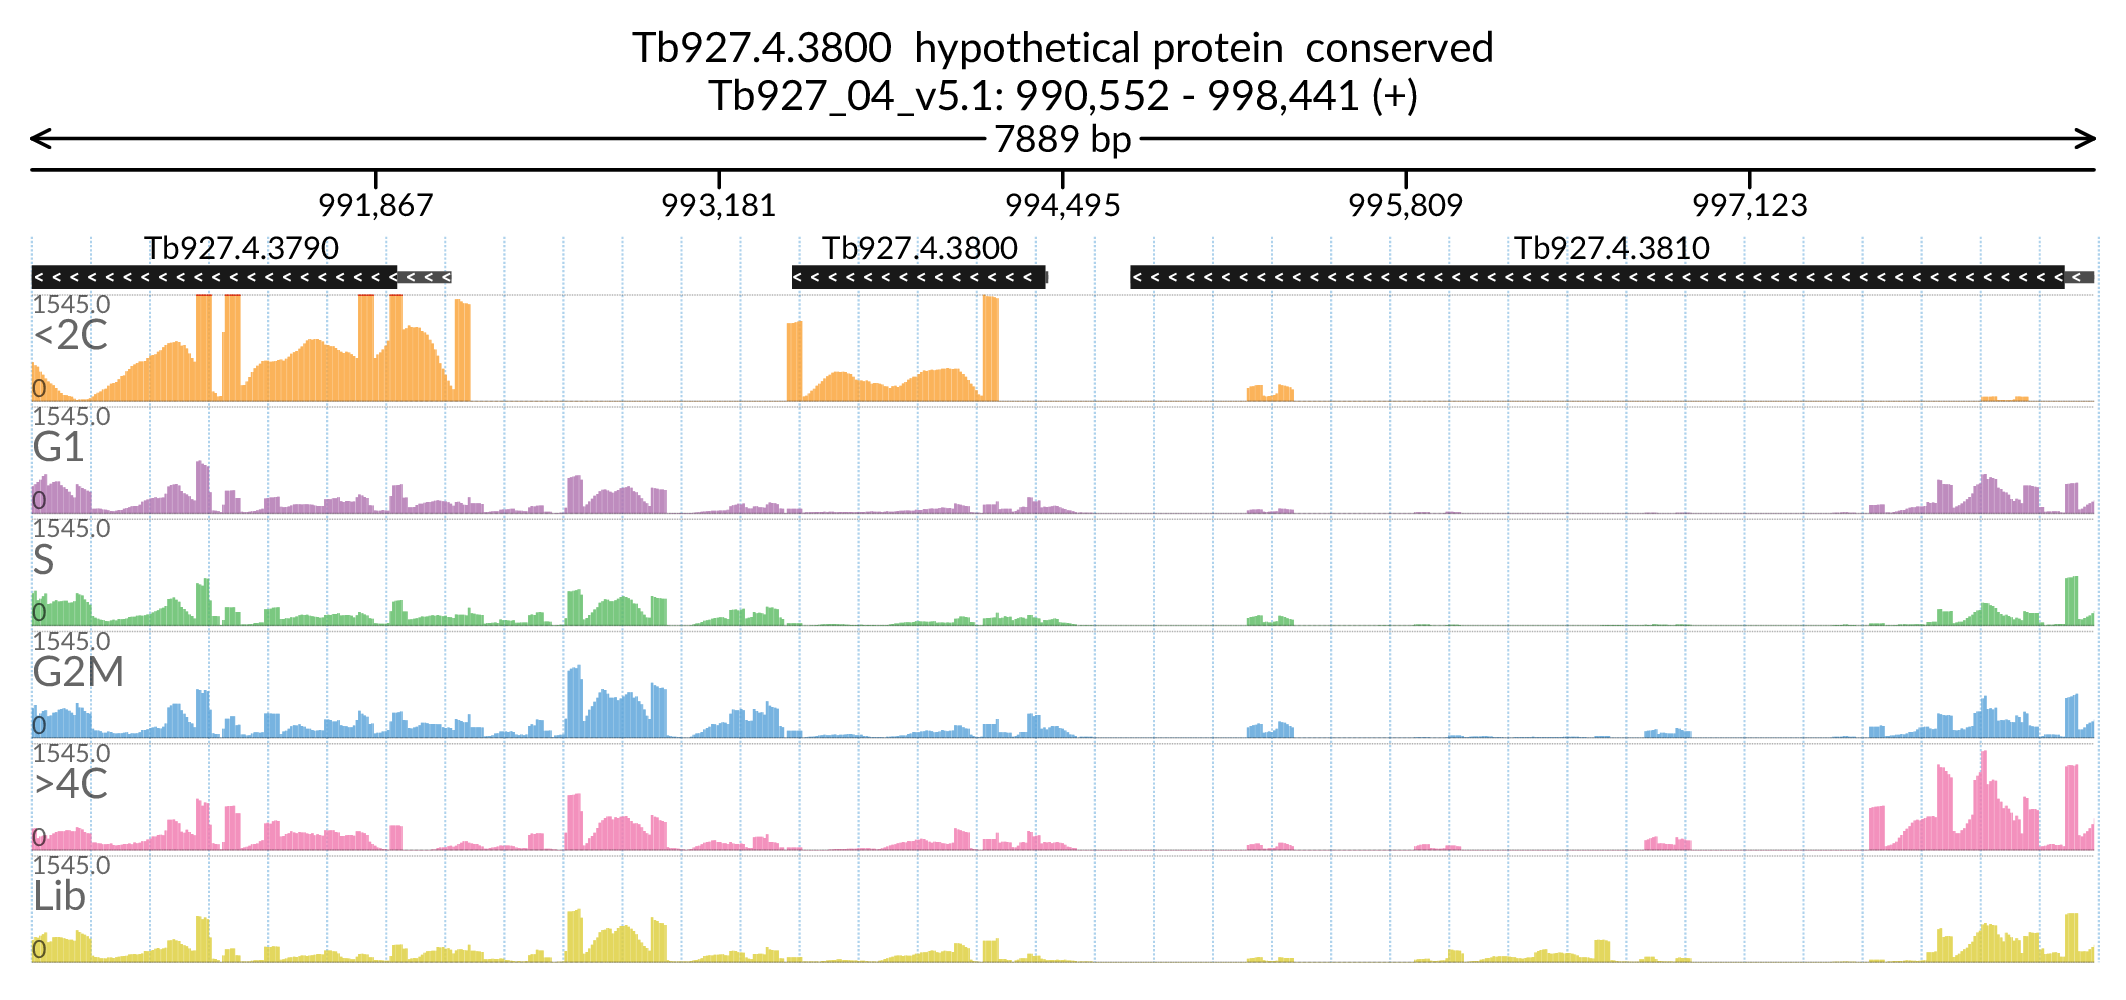 Tb927.4.3800 hypothetical protein conserved
Tb927_04_v5.1: 990,552 - 998,441 (+)
7889 bp
991,867 993,181 994,495 995,809 997,123
Tb927.4.3790 Tb927.4.3800 Tb927.4.3810
1545.0
<2C
0
1545.0
G1
0
1545.0
S
0
1545.0
G2M
0
1545.0
>4C
0
1545.0
Lib
0